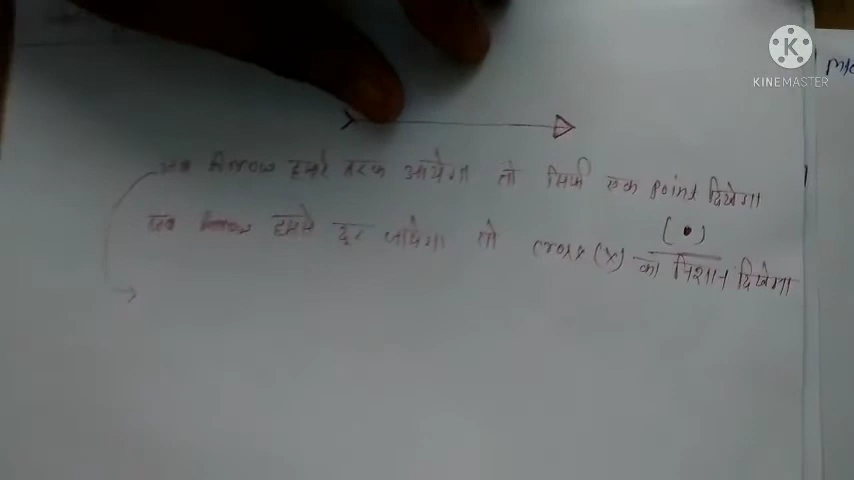 KINEMASTER
जब Arrow हमारे तरफ आयेगा तो सिर्फ एक point दिखेगा
(•)
जब Arrow हमसे दूर जायेगा तो cross (x) का निशान दिखेगा